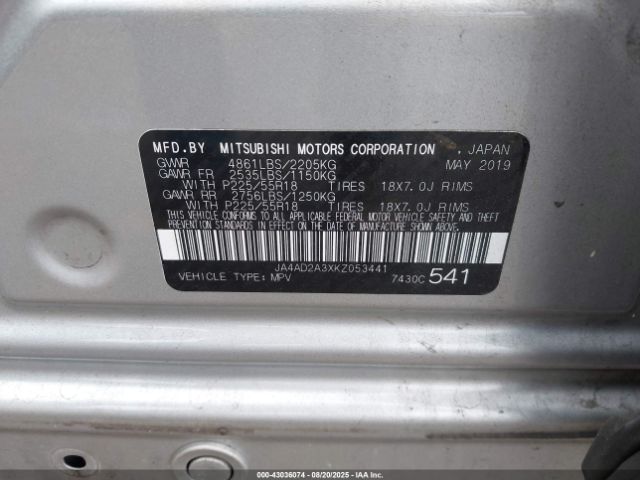 MFD.BY MITSUBISHI MOTORS CORPORATION . JAPAN
GVWR 4861LBS/2205KG MAY 2019
GAWR FR 2535LBS/1150KG
WITH P225/55R18 TIRES 18X7.0J RIMS
GAWR RR 2756LBS/1250KG
WITH P225/55R18 TIRES 18X7.0J RIMS
THIS VEHICLE CONFORMS TO ALL APPLICABLE FEDERAL MOTOR VEHICLE SAFETY AND THEFT
PREVENTION STANDARDS IN EFFECT ON THE DATE OF MANUFACTURE SHOWN ABOVE.
JA4AD2A3XKZ053441
VEHICLE TYPE: MPV 7430C 541
-000-43036074 - 08/20/2025 - IAAI.COM